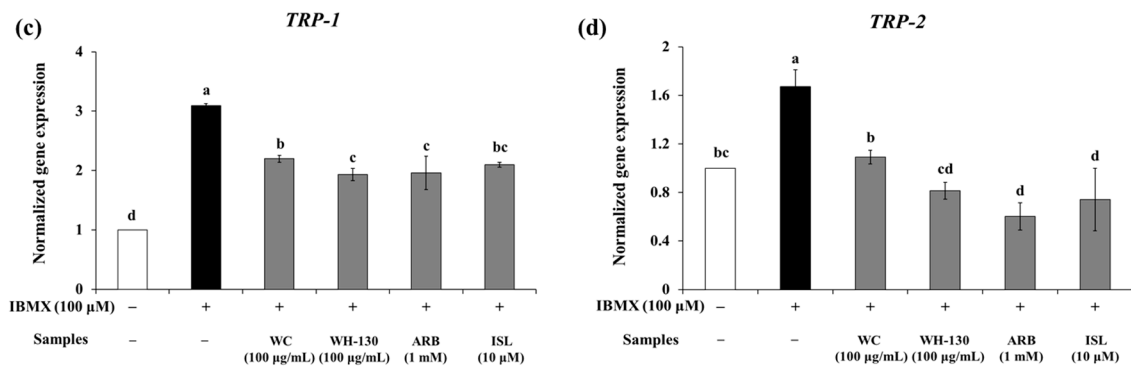 (c)
TRP-1
Normalized gene expression
4
3
2
1
0
d
a
b
c
c
bc
IBMX (100 μM) – + + + + +
Samples – – WC WH-130 ARB ISL
(100 μg/mL) (100 μg/mL) (1 mM) (10 μM)
(d)
TRP-2
Normalized gene expression
2
1.6
1.2
0.8
0.4
0
bc
a
b
cd
d
d
IBMX (100 μM) – + + + + +
Samples – – WC WH-130 ARB ISL
(100 μg/mL) (100 μg/mL) (1 mM) (10 μM)